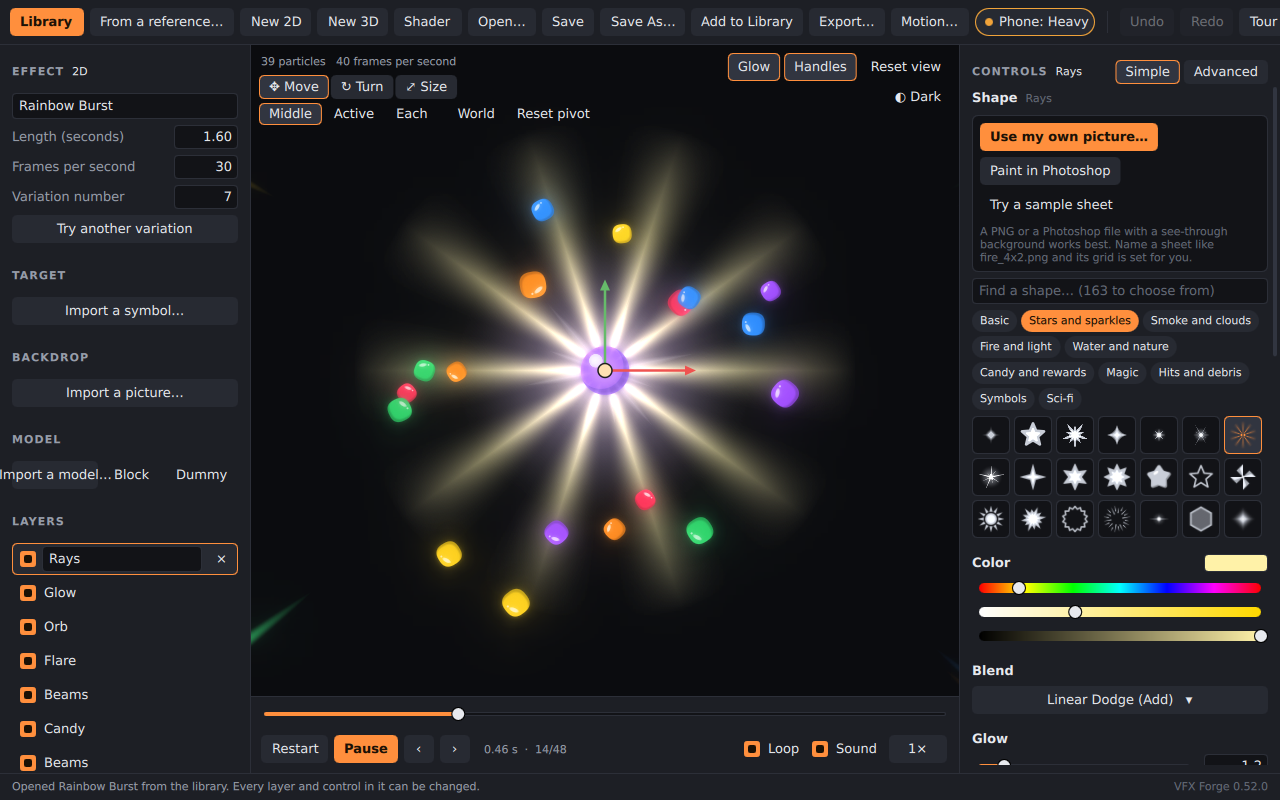 Library From a reference... New 2D New 3D Shader Open... Save Save As... Add to Library Export... Motion... Phone: Heavy Undo Redo Tour
EFFECT 2D
Rainbow Burst
Length (seconds) 1.60
Frames per second 30
Variation number 7
Try another variation
TARGET
Import a symbol...
BACKDROP
Import a picture...
MODEL
Import a model... Block Dummy
LAYERS
Rays ×
Glow
Orb
Flare
Beams
Candy
Beams
39 particles 40 frames per second
Glow Handles Reset view
Move Turn Size
Dark
Middle Active Each World Reset pivot
Restart Pause ‹ › 0.46 s · 14/48 Loop Sound 1×
CONTROLS Rays Simple Advanced
Shape Rays
Use my own picture...
Paint in Photoshop
Try a sample sheet
A PNG or a Photoshop file with a see-through
background works best. Name a sheet like
fire_4x2.png and its grid is set for you.
Find a shape... (163 to choose from)
Basic Stars and sparkles Smoke and clouds
Fire and light Water and nature
Candy and rewards Magic Hits and debris
Symbols Sci-fi
Color
Blend
Linear Dodge (Add) ▾
Glow
1.2
Opened Rainbow Burst from the library. Every layer and control in it can be changed. VFX Forge 0.52.0